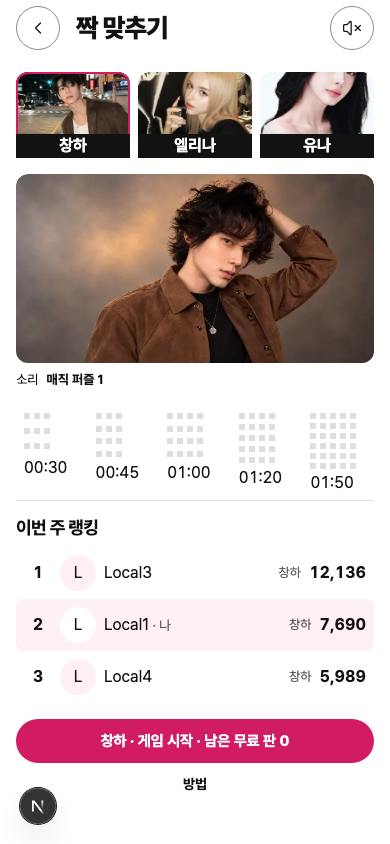 짝 맞추기
창하 엘리나 유나
소리 매직 퍼즐 1
00:30 00:45 01:00 01:20 01:50
이번 주 랭킹
1 L Local3 창하 12,136
2 L Local1 · 나 창하 7,690
3 L Local4 창하 5,989
창하 · 게임 시작 · 남은 무료 판 0
방법
N